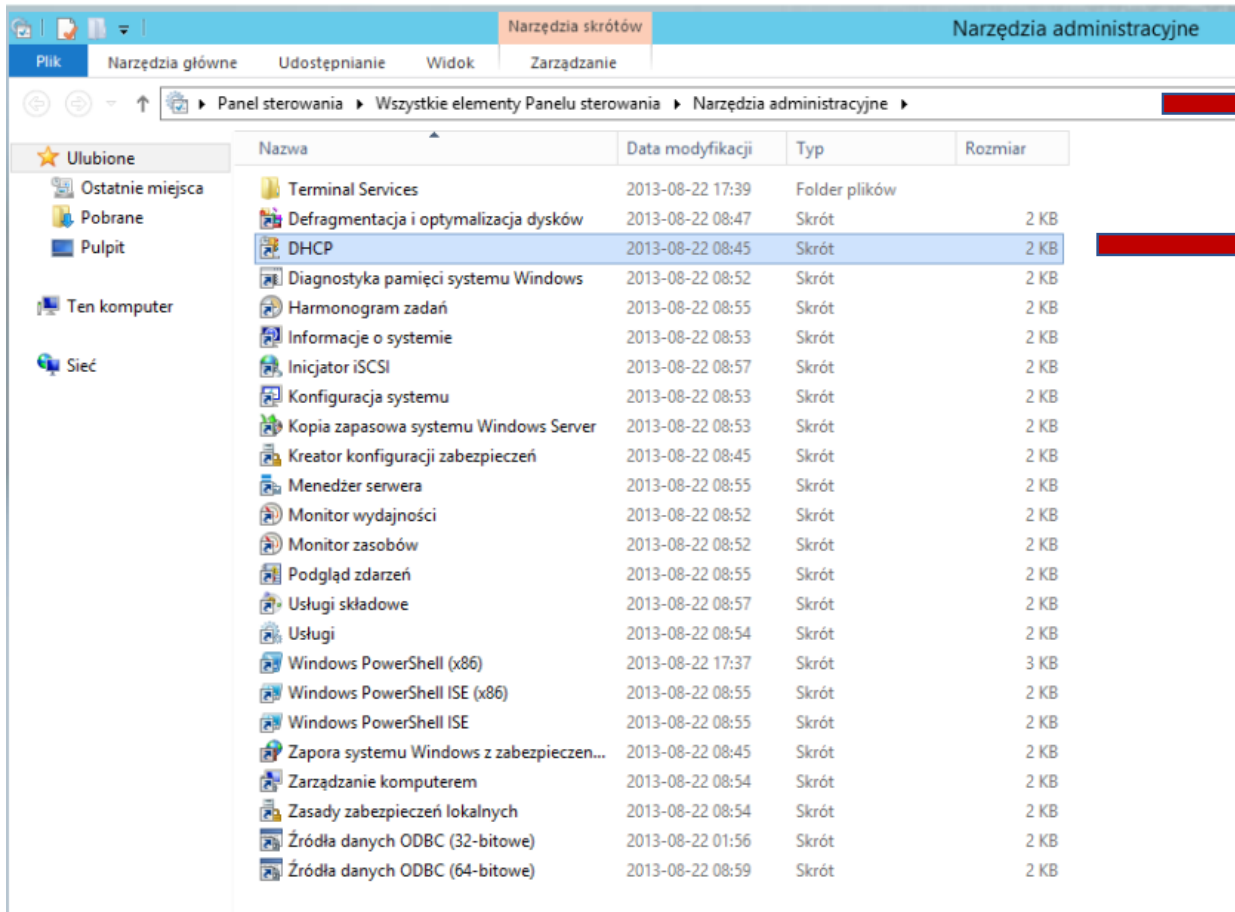 Narzędzia skrótów
Narzędzia administracyjne
Plik Narzędzia główne Udostępnianie Widok Zarządzanie
Panel sterowania Wszystkie elementy Panelu sterowania Narzędzia administracyjne
Ulubione
Ostatnie miejsca
Pobrane
Pulpit
Ten komputer
Sieć
Nazwa Data modyfikacji Typ Rozmiar
Terminal Services 2013-08-22 17:39 Folder plików
Defragmentacja i optymalizacja dysków 2013-08-22 08:47 Skrót 2 KB
DHCP 2013-08-22 08:45 Skrót 2 KB
Diagnostyka pamięci systemu Windows 2013-08-22 08:52 Skrót 2 KB
Harmonogram zadań 2013-08-22 08:55 Skrót 2 KB
Informacje o systemie 2013-08-22 08:53 Skrót 2 KB
Inicjator iSCSI 2013-08-22 08:57 Skrót 2 KB
Konfiguracja systemu 2013-08-22 08:53 Skrót 2 KB
Kopia zapasowa systemu Windows Server 2013-08-22 08:53 Skrót 2 KB
Kreator konfiguracji zabezpieczeń 2013-08-22 08:45 Skrót 2 KB
Menedżer serwera 2013-08-22 08:55 Skrót 2 KB
Monitor wydajności 2013-08-22 08:52 Skrót 2 KB
Monitor zasobów 2013-08-22 08:52 Skrót 2 KB
Podgląd zdarzeń 2013-08-22 08:55 Skrót 2 KB
Usługi składowe 2013-08-22 08:57 Skrót 2 KB
Usługi 2013-08-22 08:54 Skrót 2 KB
Windows PowerShell (x86) 2013-08-22 17:37 Skrót 3 KB
Windows PowerShell ISE (x86) 2013-08-22 08:55 Skrót 2 KB
Windows PowerShell ISE 2013-08-22 08:55 Skrót 2 KB
Zapora systemu Windows z zabezpieczen... 2013-08-22 08:45 Skrót 2 KB
Zarządzanie komputerem 2013-08-22 08:54 Skrót 2 KB
Zasady zabezpieczeń lokalnych 2013-08-22 08:54 Skrót 2 KB
Źródła danych ODBC (32-bitowe) 2013-08-22 01:56 Skrót 2 KB
Źródła danych ODBC (64-bitowe) 2013-08-22 08:59 Skrót 2 KB